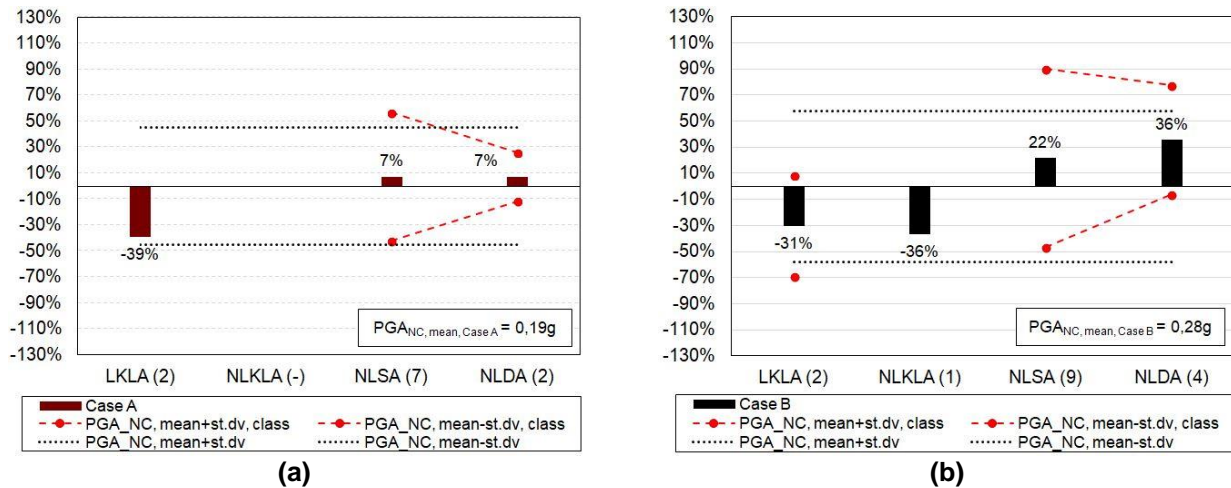 130%
110%
90%
70%
50%
30%
10%
-10%
-30%
-50%
-70%
-90%
-110%
-130%
-39%
7%
7%
PGA_NC, mean, Case A = 0,19g
LKLA (2) NLKLA (-) NLSA (7) NLDA (2)
Case A
PGA_NC, mean+st.dv, class PGA_NC, mean-st.dv, class
PGA_NC, mean+st.dv PGA_NC, mean-st.dv
(a)
130%
110%
90%
70%
50%
30%
10%
-10%
-30%
-50%
-70%
-90%
-110%
-130%
-31%
-36%
22%
36%
PGA_NC, mean, Case B = 0,28g
LKLA (2) NLKLA (1) NLSA (9) NLDA (4)
Case B
PGA_NC, mean+st.dv, class PGA_NC, mean-st.dv, class
PGA_NC, mean+st.dv PGA_NC, mean-st.dv
(b)